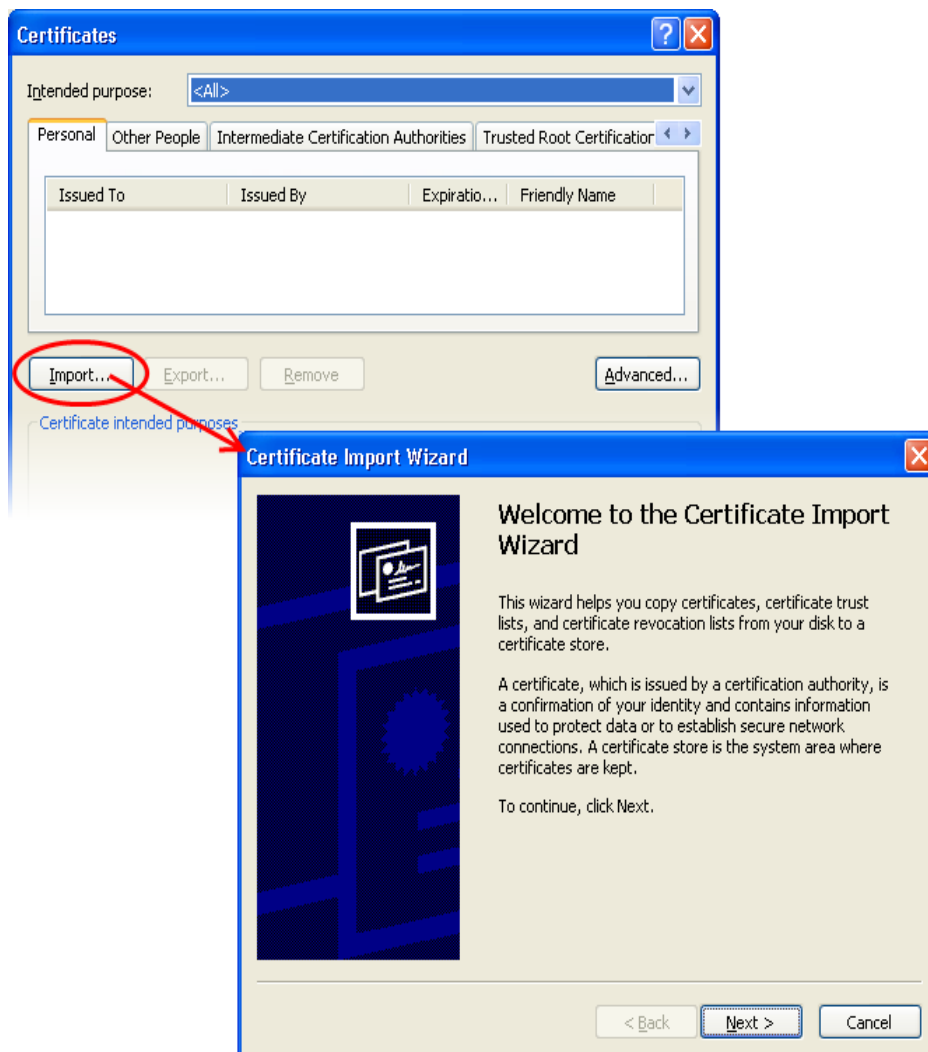 Certificates
Intended purpose: <All>
Personal Other People Intermediate Certification Authorities Trusted Root Certification
Issued To Issued By Expiratio... Friendly Name
Import... Export... Remove Advanced...
Certificate intended purposes
Certificate Import Wizard
Welcome to the Certificate Import
Wizard
This wizard helps you copy certificates, certificate trust
lists, and certificate revocation lists from your disk to a
certificate store.
A certificate, which is issued by a certification authority, is
a confirmation of your identity and contains information
used to protect data or to establish secure network
connections. A certificate store is the system area where
certificates are kept.
To continue, click Next.
< Back Next > Cancel